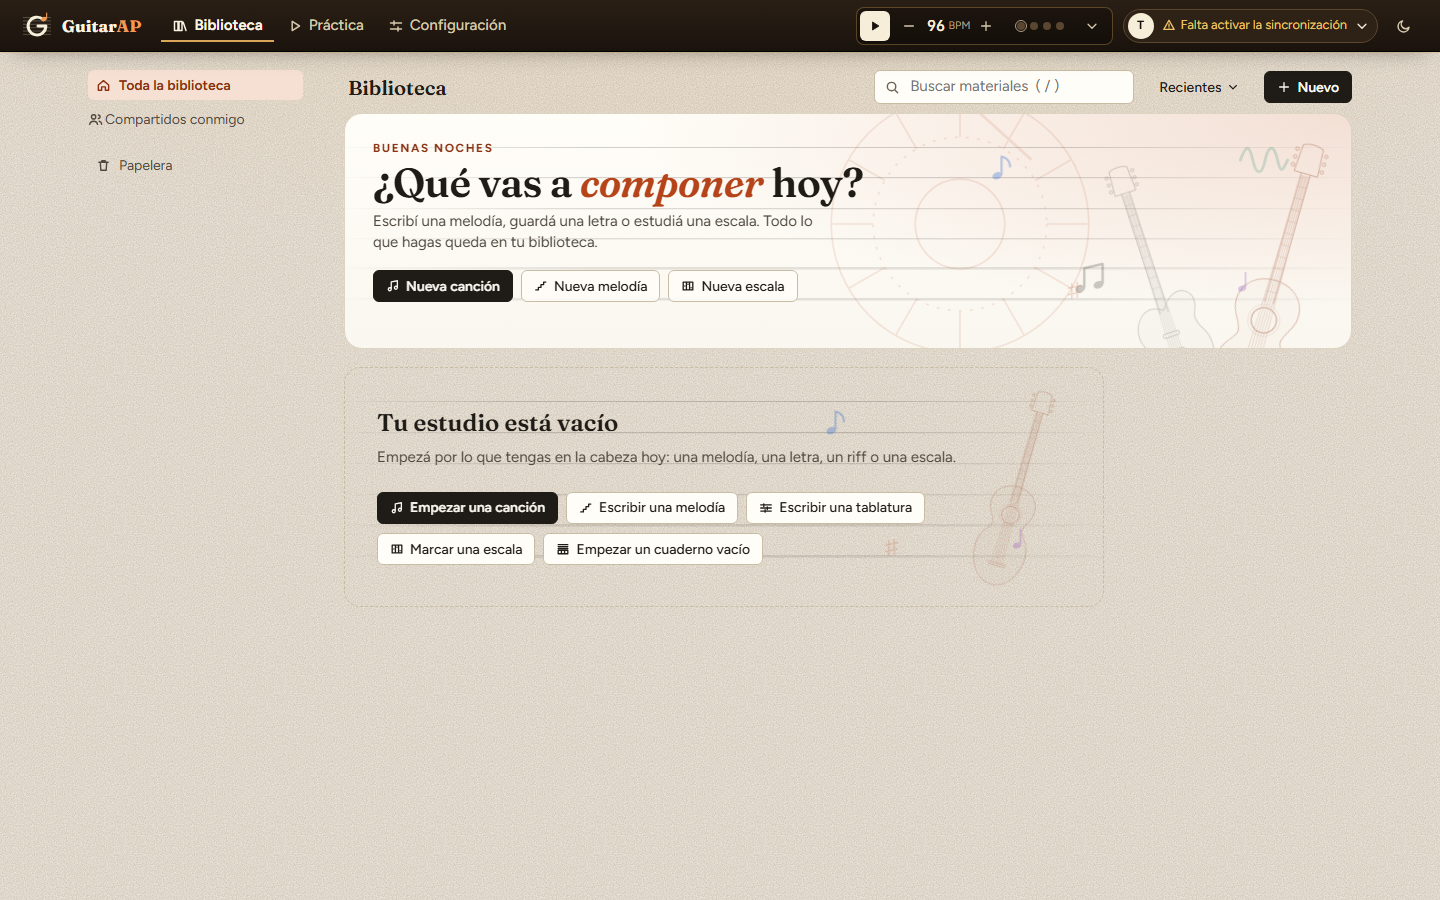 GuitarAP
Biblioteca
Práctica
Configuración
96 BPM
T
Falta activar la sincronización
Toda la biblioteca
Compartidos conmigo
Papelera
Biblioteca
Buscar materiales ( / )
Recientes
Nuevo
BUENAS NOCHES
¿Qué vas a componer hoy?
Escribí una melodía, guardá una letra o estudiá una escala. Todo lo
que hagas queda en tu biblioteca.
Nueva canción
Nueva melodía
Nueva escala
Tu estudio está vacío
Empezá por lo que tengas en la cabeza hoy: una melodía, una letra, un riff o una escala.
Empezar una canción
Escribir una melodía
Escribir una tablatura
Marcar una escala
Empezar un cuaderno vacío